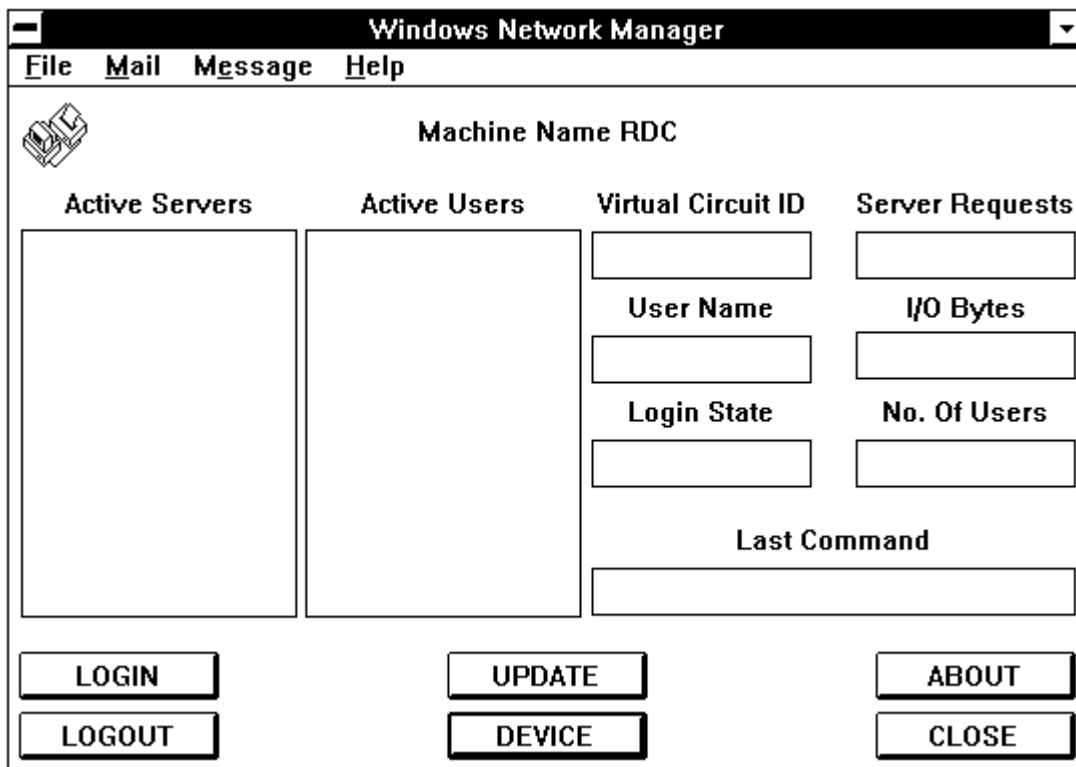 Windows Network Manager
File Mail Message Help
Machine Name RDC
Active Servers Active Users Virtual Circuit ID Server Requests
User Name I/O Bytes
Login State No. Of Users
Last Command
LOGIN UPDATE ABOUT
LOGOUT DEVICE CLOSE